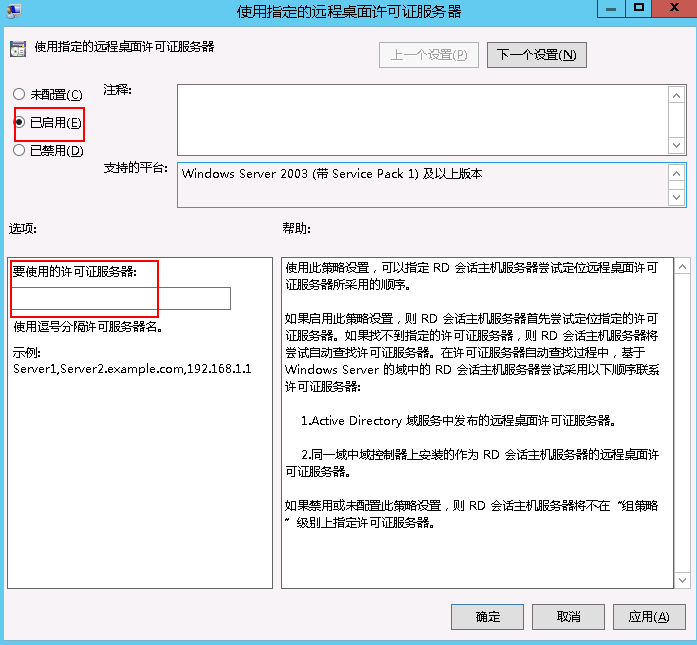 使用指定的远程桌面许可证服务器
使用指定的远程桌面许可证服务器
上一个设置(P)
下一个设置(N)
未配置(C)
已启用(E)
已禁用(D)
注释:
支持的平台:
Windows Server 2003 (带 Service Pack 1) 及以上版本
选项:
帮助:
要使用的许可证服务器:
使用逗号分隔许可服务器名。
示例:
Server1,Server2.example.com,192.168.1.1
使用此策略设置，可以指定 RD 会话主机服务器尝试定位远程桌面许可
证服务器所采用的顺序。
如果启用此策略设置，则 RD 会话主机服务器首先尝试定位指定的许可
证服务器。如果找不到指定的许可证服务器，则 RD 会话主机服务器将
尝试自动查找许可证服务器。在许可证服务器自动查找过程中，基于
Windows Server 的域中的 RD 会话主机服务器尝试采用以下顺序联系
许可证服务器:
1.Active Directory 域服务中发布的远程桌面许可证服务器。
2.同一域中域控制器上安装的作为 RD 会话主机服务器的远程桌面许
可证服务器。
如果禁用或未配置此策略设置，则 RD 会话主机服务器将不在“组策略
”级别上指定许可证服务器。
确定
取消
应用(A)